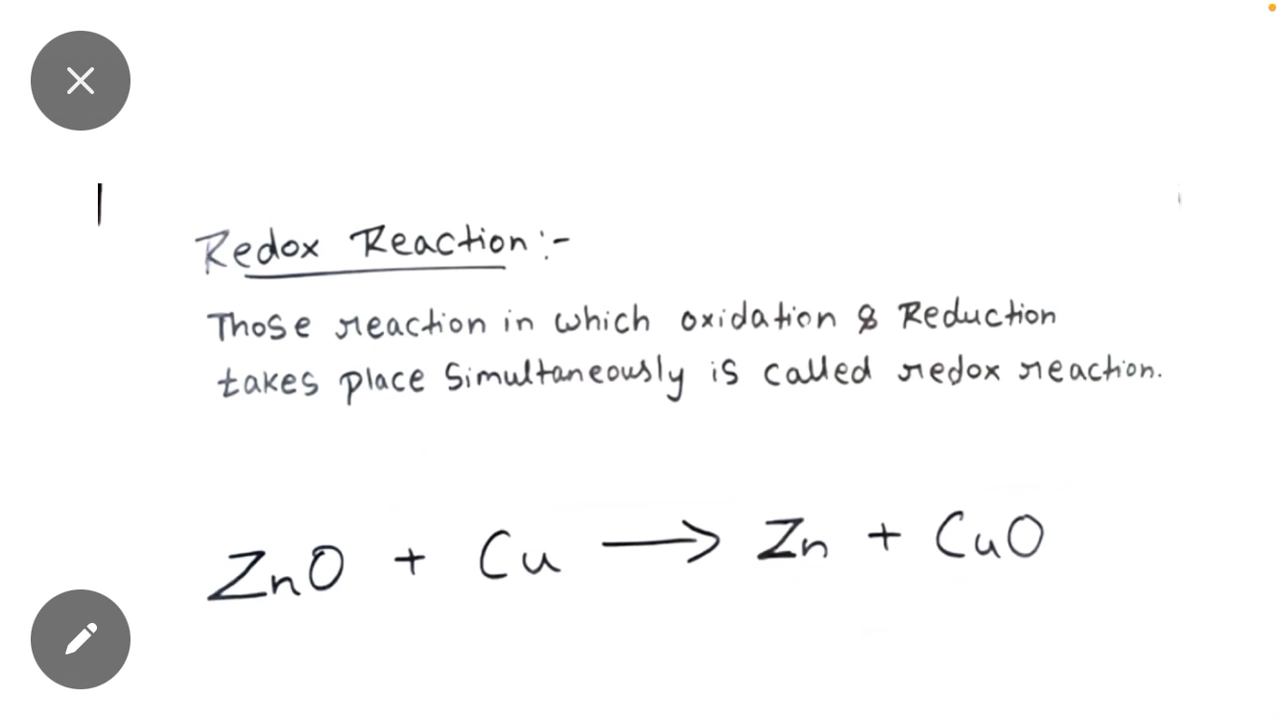 Redox Reaction :-
Those reaction in which oxidation & Reduction
takes place simultaneously is called redox reaction.
ZnO + Cu ⟶ Zn + CuO